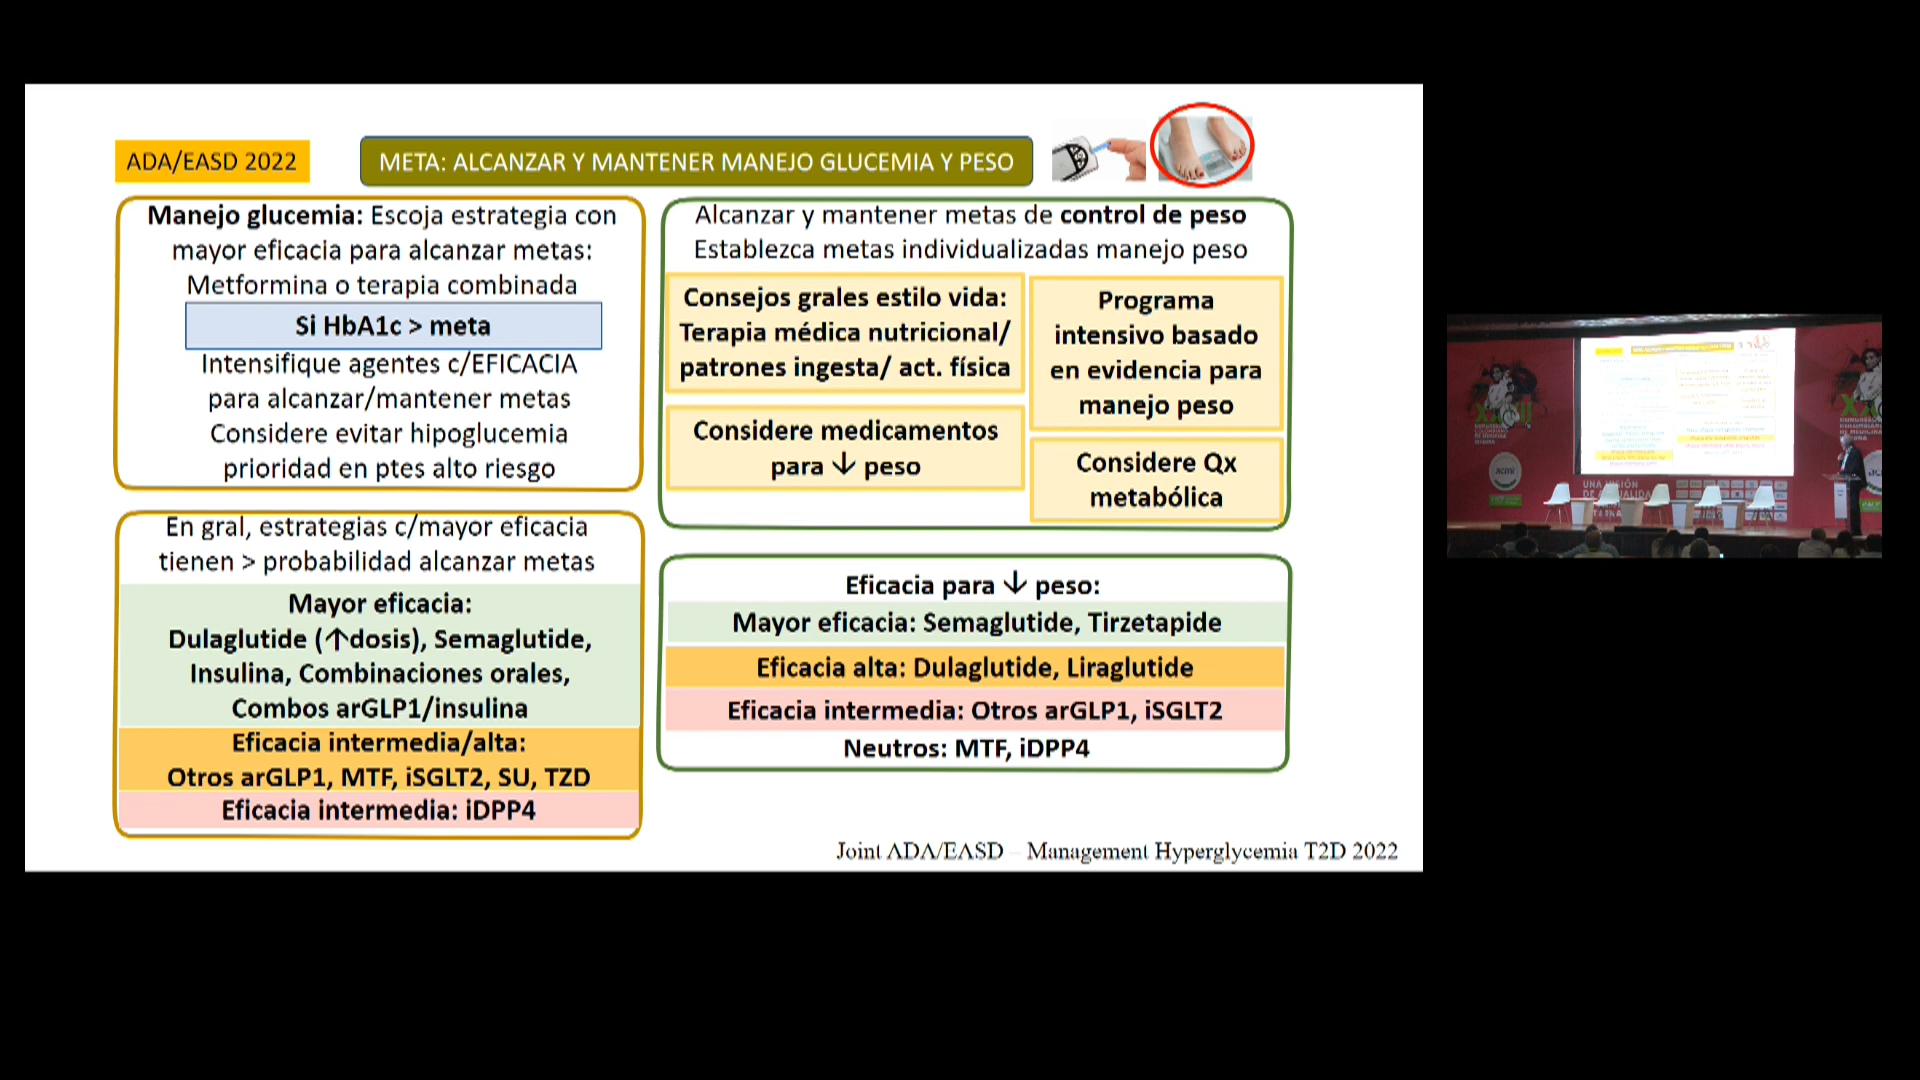 ADA/EASD 2022
META: ALCANZAR Y MANTENER MANEJO GLUCEMIA Y PESO
Manejo glucemia: Escoja estrategia con
mayor eficacia para alcanzar metas:
Metformina o terapia combinada
Si HbA1c > meta
Intensifique agentes c/EFICACIA
para alcanzar/mantener metas
Considere evitar hipoglucemia
prioridad en ptes alto riesgo
En gral, estrategias c/mayor eficacia
tienen > probabilidad alcanzar metas
Mayor eficacia:
Dulaglutide (↑dosis), Semaglutide,
Insulina, Combinaciones orales,
Combos arGLP1/insulina
Eficacia intermedia/alta:
Otros arGLP1, MTF, iSGLT2, SU, TZD
Eficacia intermedia: iDPP4
Alcanzar y mantener metas de control de peso
Establezca metas individualizadas manejo peso
Consejos grales estilo vida:
Terapia médica nutricional/
patrones ingesta/ act. física
Considere medicamentos
para ↓ peso
Programa
intensivo basado
en evidencia para
manejo peso
Considere Qx
metabólica
Eficacia para ↓ peso:
Mayor eficacia: Semaglutide, Tirzetapide
Eficacia alta: Dulaglutide, Liraglutide
Eficacia intermedia: Otros arGLP1, iSGLT2
Neutros: MTF, iDPP4
Joint ADA/EASD – Management Hyperglycemia T2D 2022
UNA VISIÓN